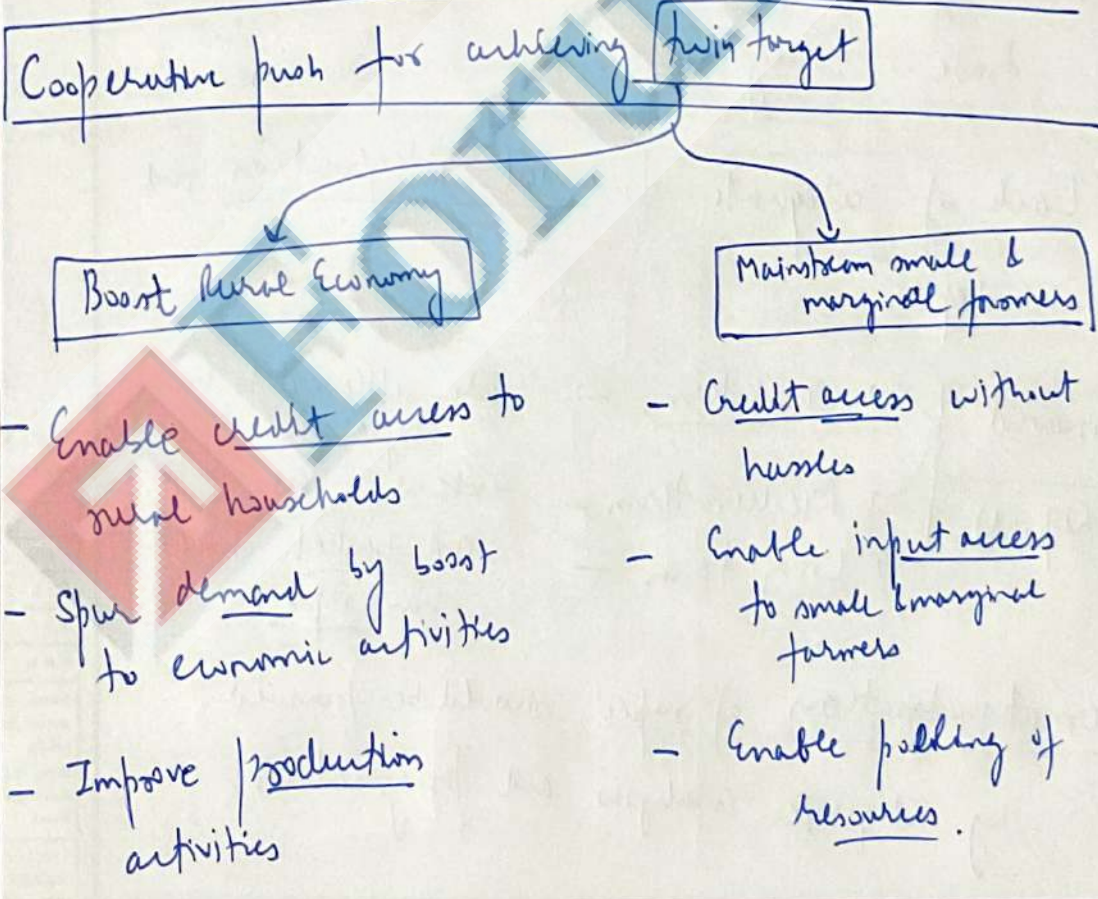 Cooperative push for achieving twin target
Boost Rural Economy
- Enable credit access to
rural households
- Spur demand by boost
to economic activities
- Improve production
activities
Mainstream small &
marginal farmers
- Credit access without
hassles
- Enable input access
to small & marginal
farmers
- Enable pooling of
resources.
Foru